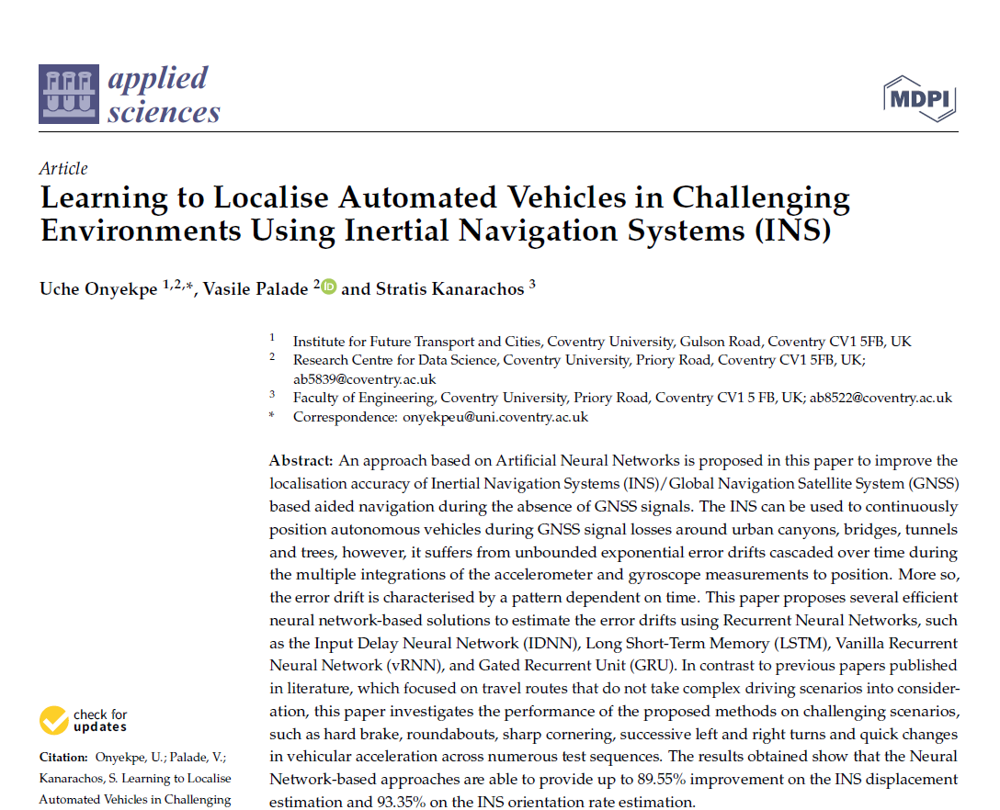 applied
sciences
MDPI
Article
Learning to Localise Automated Vehicles in Challenging
Environments Using Inertial Navigation Systems (INS)
Uche Onyekpe 1,2,*, Vasile Palade 2 iD and Stratis Kanarachos 3
1 Institute for Future Transport and Cities, Coventry University, Gulson Road, Coventry CV1 5FB, UK
2 Research Centre for Data Science, Coventry University, Priory Road, Coventry CV1 5FB, UK;
ab5839@coventry.ac.uk
3 Faculty of Engineering, Coventry University, Priory Road, Coventry CV1 5 FB, UK; ab8522@coventry.ac.uk
* Correspondence: onyekpeu@uni.coventry.ac.uk
Abstract: An approach based on Artificial Neural Networks is proposed in this paper to improve the
localisation accuracy of Inertial Navigation Systems (INS)/Global Navigation Satellite System (GNSS)
based aided navigation during the absence of GNSS signals. The INS can be used to continuously
position autonomous vehicles during GNSS signal losses around urban canyons, bridges, tunnels
and trees, however, it suffers from unbounded exponential error drifts cascaded over time during
the multiple integrations of the accelerometer and gyroscope measurements to position. More so,
the error drift is characterised by a pattern dependent on time. This paper proposes several efficient
neural network-based solutions to estimate the error drifts using Recurrent Neural Networks, such
as the Input Delay Neural Network (IDNN), Long Short-Term Memory (LSTM), Vanilla Recurrent
Neural Network (vRNN), and Gated Recurrent Unit (GRU). In contrast to previous papers published
in literature, which focused on travel routes that do not take complex driving scenarios into consider-
ation, this paper investigates the performance of the proposed methods on challenging scenarios,
such as hard brake, roundabouts, sharp cornering, successive left and right turns and quick changes
in vehicular acceleration across numerous test sequences. The results obtained show that the Neural
Network-based approaches are able to provide up to 89.55% improvement on the INS displacement
estimation and 93.35% on the INS orientation rate estimation.
check for
updates
Citation: Onyekpe, U.; Palade, V.;
Kanarachos, S. Learning to Localise
Automated Vehicles in Challenging